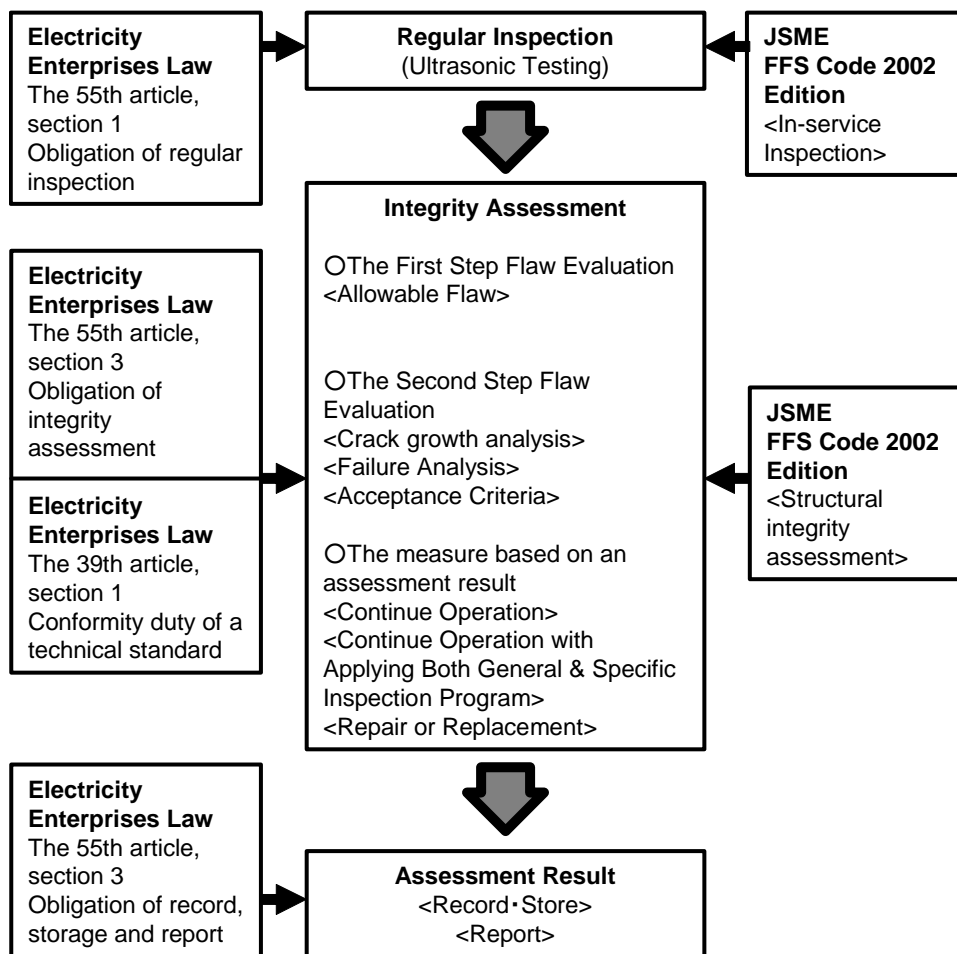 Electricity
Enterprises Law
The 55th article,
section 1
Obligation of regular
inspection
Regular Inspection
(Ultrasonic Testing)
JSME
FFS Code 2002
Edition
<In-service
Inspection>
Electricity
Enterprises Law
The 55th article,
section 3
Obligation of
integrity
assessment
Electricity
Enterprises Law
The 39th article,
section 1
Conformity duty of a
technical standard
Integrity Assessment
○The First Step Flaw Evaluation
<Allowable Flaw>
○The Second Step Flaw
Evaluation
<Crack growth analysis>
<Failure Analysis>
<Acceptance Criteria>
○The measure based on an
assessment result
<Continue Operation>
<Continue Operation with
Applying Both General & Specific
Inspection Program>
<Repair or Replacement>
JSME
FFS Code 2002
Edition
<Structural
integrity
assessment>
Electricity
Enterprises Law
The 55th article,
section 3
Obligation of record,
storage and report
Assessment Result
<Record・Store>
<Report>